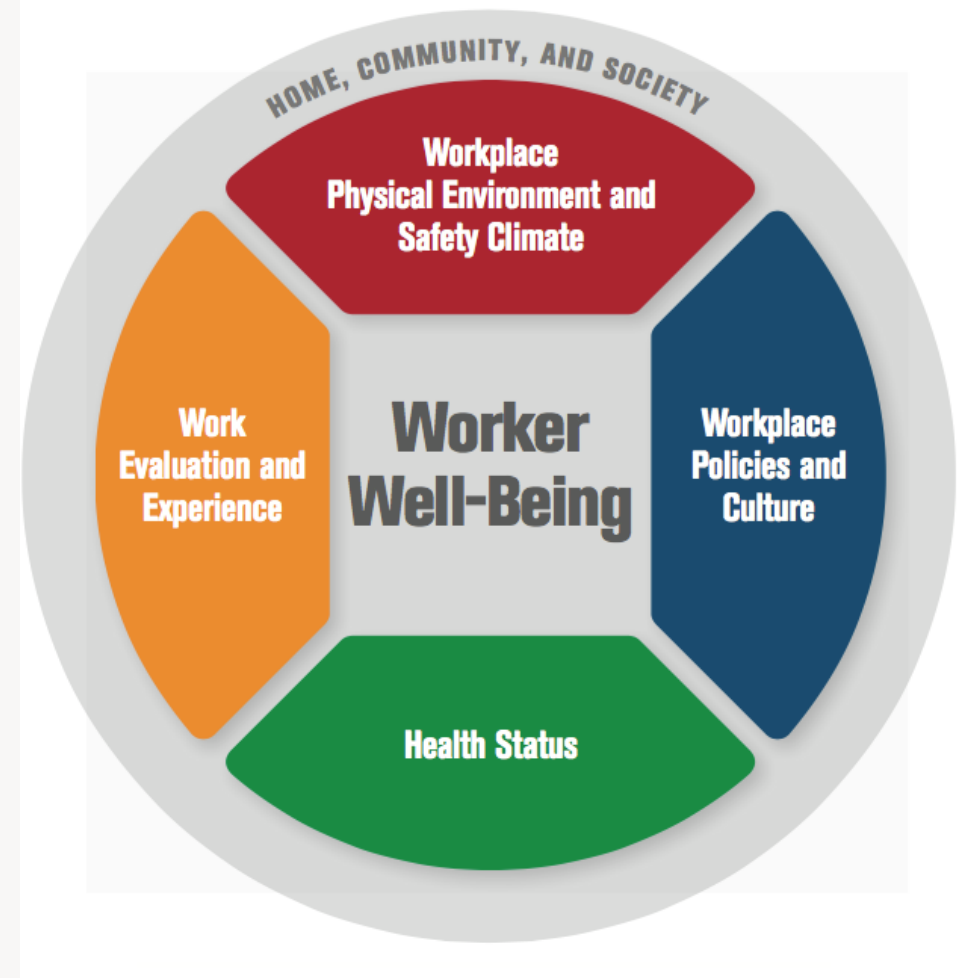 HOME, COMMUNITY, AND SOCIETY
Workplace
Physical Environment and
Safety Climate
Work
Evaluation and
Experience
Worker
Well-Being
Workplace
Policies and
Culture
Health Status